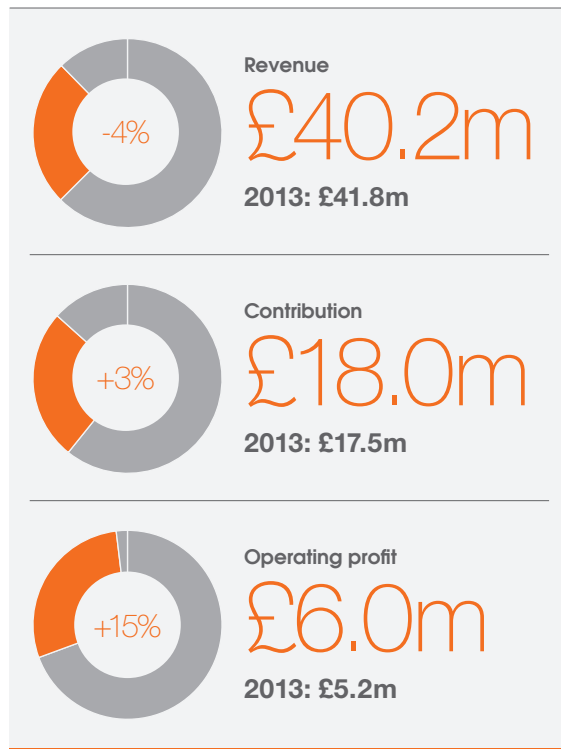 -4%
Revenue
£40.2m
2013: £41.8m
+3%
Contribution
£18.0m
2013: £17.5m
+15%
Operating profit
£6.0m
2013: £5.2m